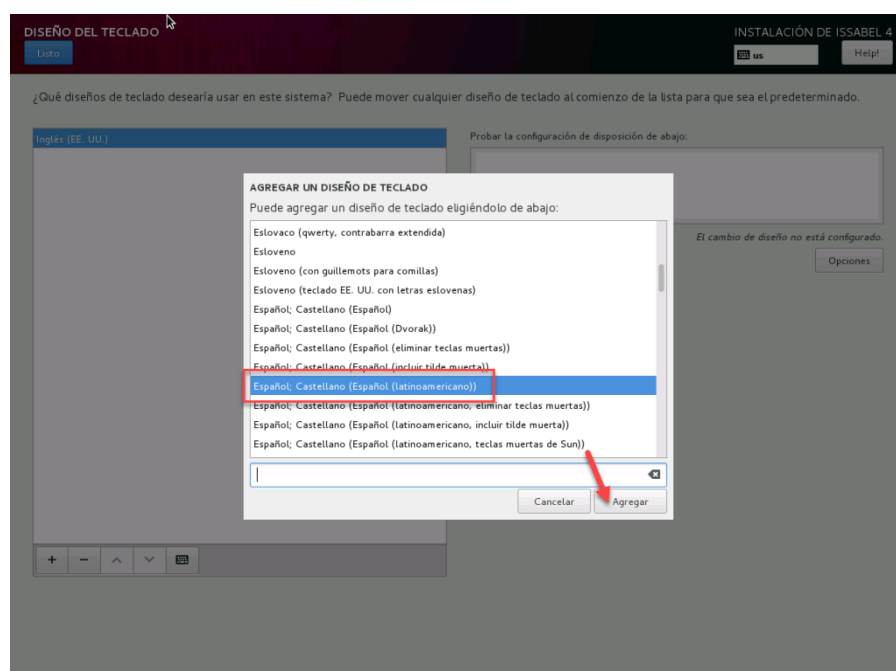 DISEÑO DEL TECLADO
INSTALACIÓN DE ISSABEL 4
Listo
us
Help!
¿Qué diseños de teclado desearía usar en este sistema? Puede mover cualquier diseño de teclado al comienzo de la lista para que sea el predeterminado.
Inglés (EE. UU.)
Probar la configuración de disposición de abajo:
AGREGAR UN DISEÑO DE TECLADO
Puede agregar un diseño de teclado eligiéndolo de abajo:
Eslovaco (qwerty, contrabarra extendida)
Esloveno
Esloveno (con guillemots para comillas)
Esloveno (teclado EE. UU. con letras eslovenas)
Español; Castellano (Español)
Español; Castellano (Español (Dvorak))
Español; Castellano (Español (eliminar teclas muertas))
Español; Castellano (Español (incluir tilde muerta))
Español; Castellano (Español (latinoamericano))
Español; Castellano (Español (latinoamericano, eliminar teclas muertas))
Español; Castellano (Español (latinoamericano, incluir tilde muerta))
Español; Castellano (Español (latinoamericano, teclas muertas de Sun))
Cancelar
Agregar
El cambio de diseño no está configurado.
Opciones